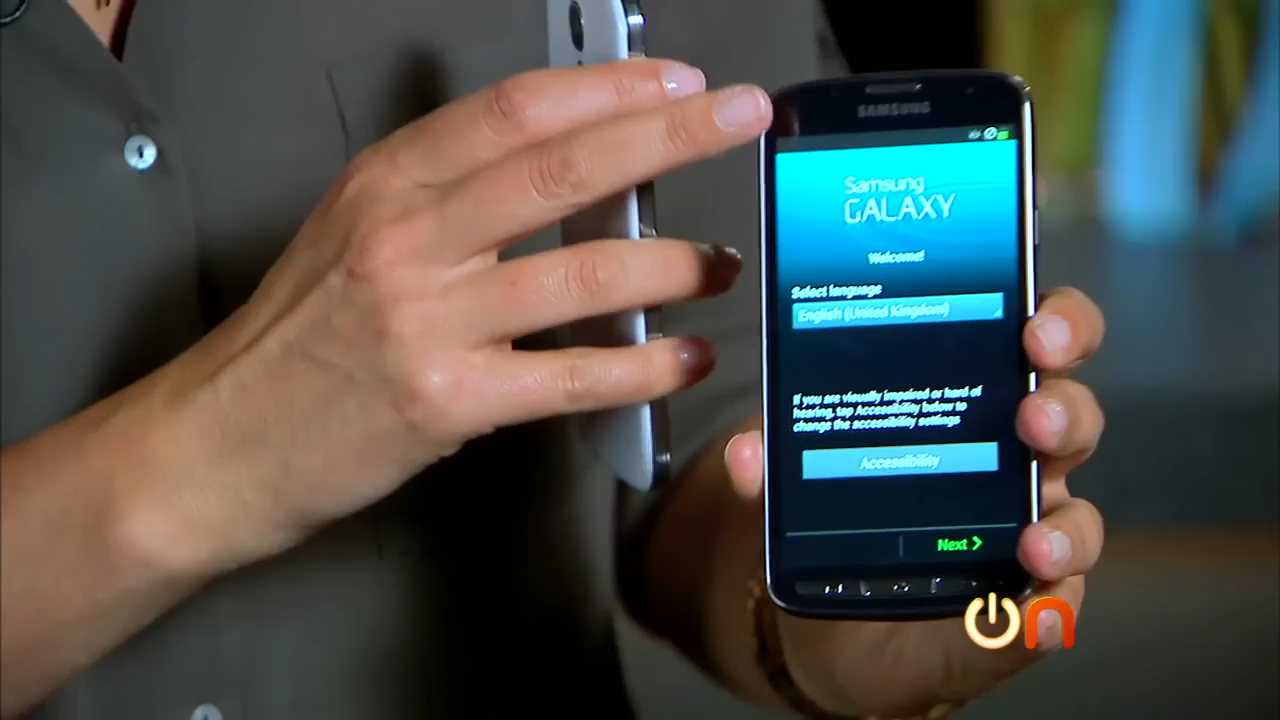 SAMSUNG
Samsung
GALAXY
Welcome!
Select language
English (United Kingdom)
If you are visually impaired or hard of
hearing, tap Accessibility below to
change the accessibility settings
Accessibility
Next
on